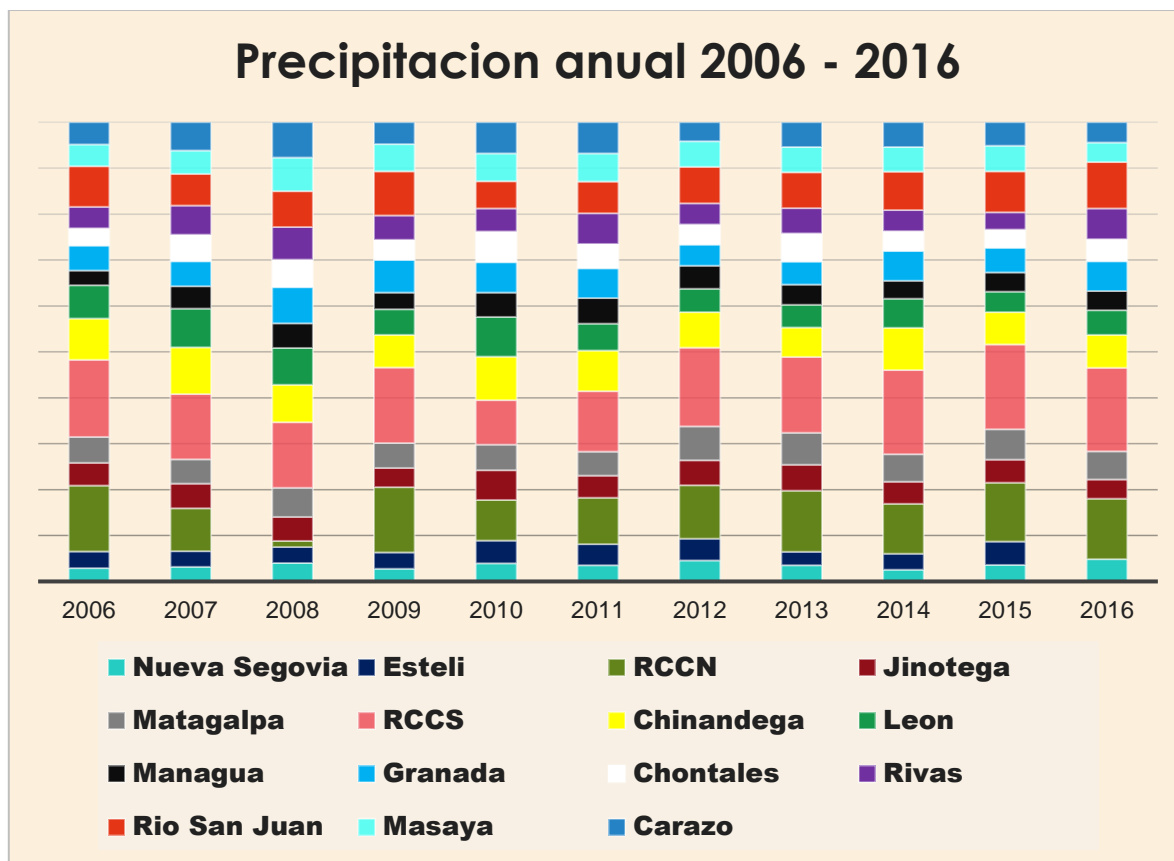 Precipitacion anual 2006 - 2016
2006 2007 2008 2009 2010 2011 2012 2013 2014 2015 2016
Nueva Segovia Esteli RCCN Jinotega
Matagalpa RCCS Chinandega Leon
Managua Granada Chontales Rivas
Rio San Juan Masaya Carazo